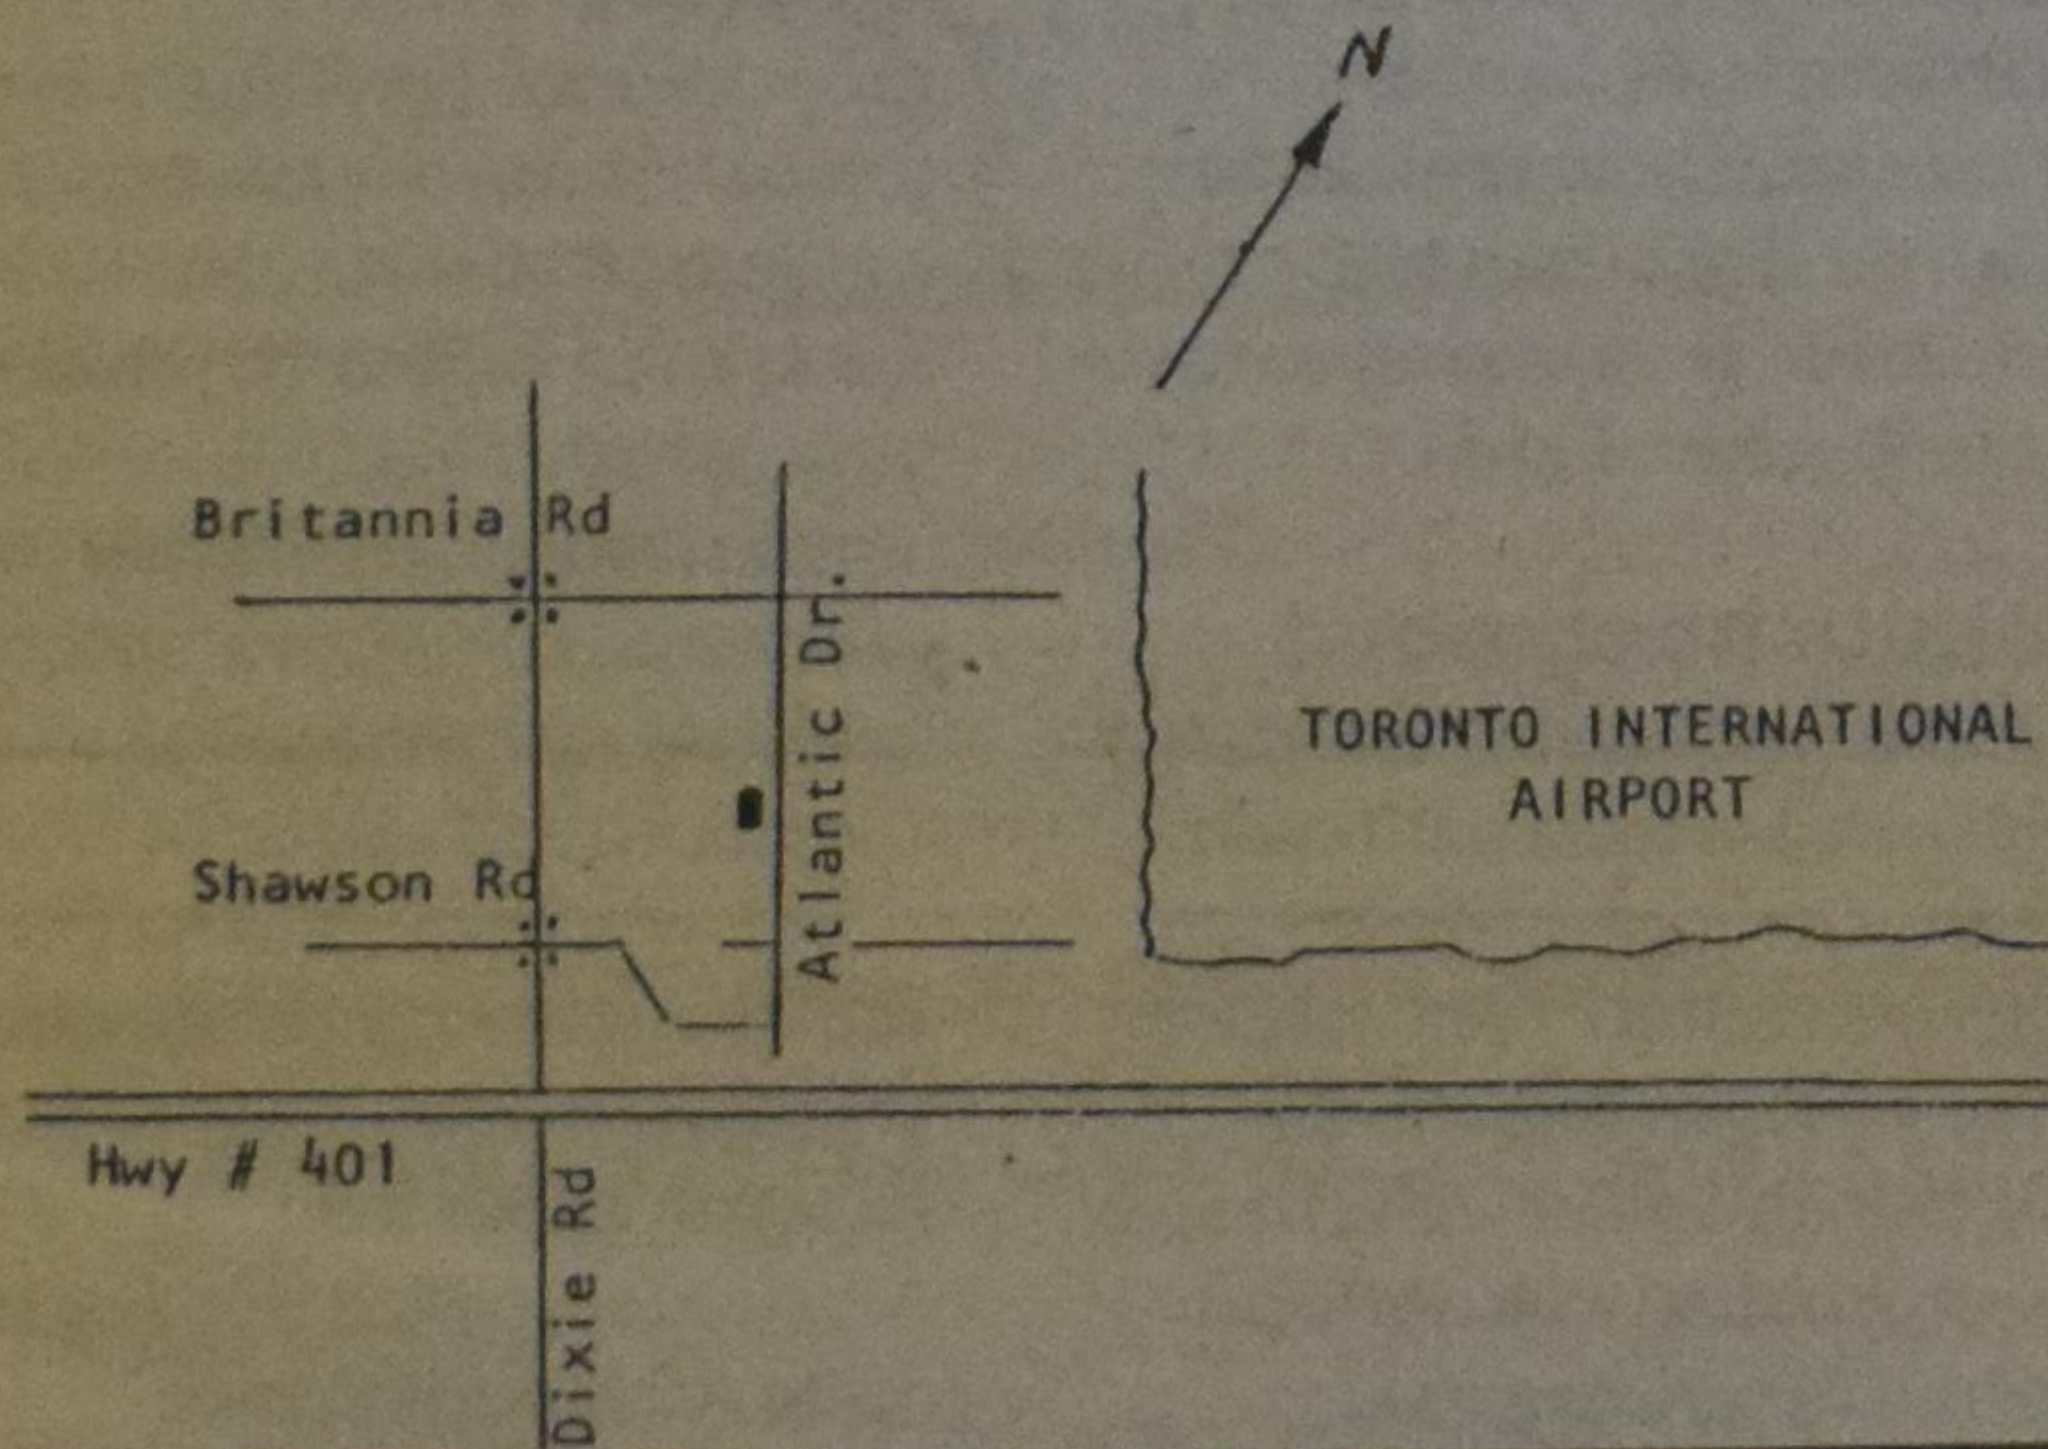 N
Britannia Rd
Atlantic Dr.
TORONTO INTERNATIONAL
AIRPORT
Shawson Rd
Hwy # 401
Dixie Rd